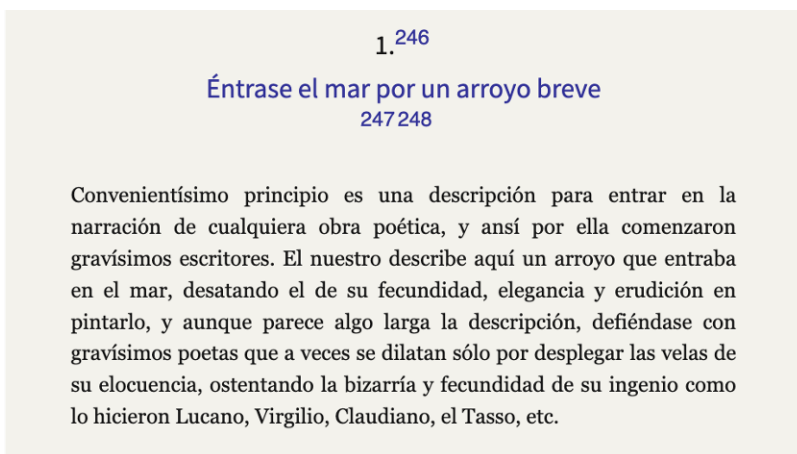 1.246
Éntrase el mar por un arroyo breve
247 248
Convenientísimo principio es una descripción para entrar en la
narración de cualquiera obra poética, y ansí por ella comenzaron
gravísimos escritores. El nuestro describe aquí un arroyo que entraba
en el mar, desatando el de su fecundidad, elegancia y erudición en
pintarlo, y aunque parece algo larga la descripción, defiéndase con
gravísimos poetas que a veces se dilatan sólo por desplegar las velas de
su elocuencia, ostentando la bizarría y fecundidad de su ingenio como
lo hicieron Lucano, Virgilio, Claudiano, el Tasso, etc.